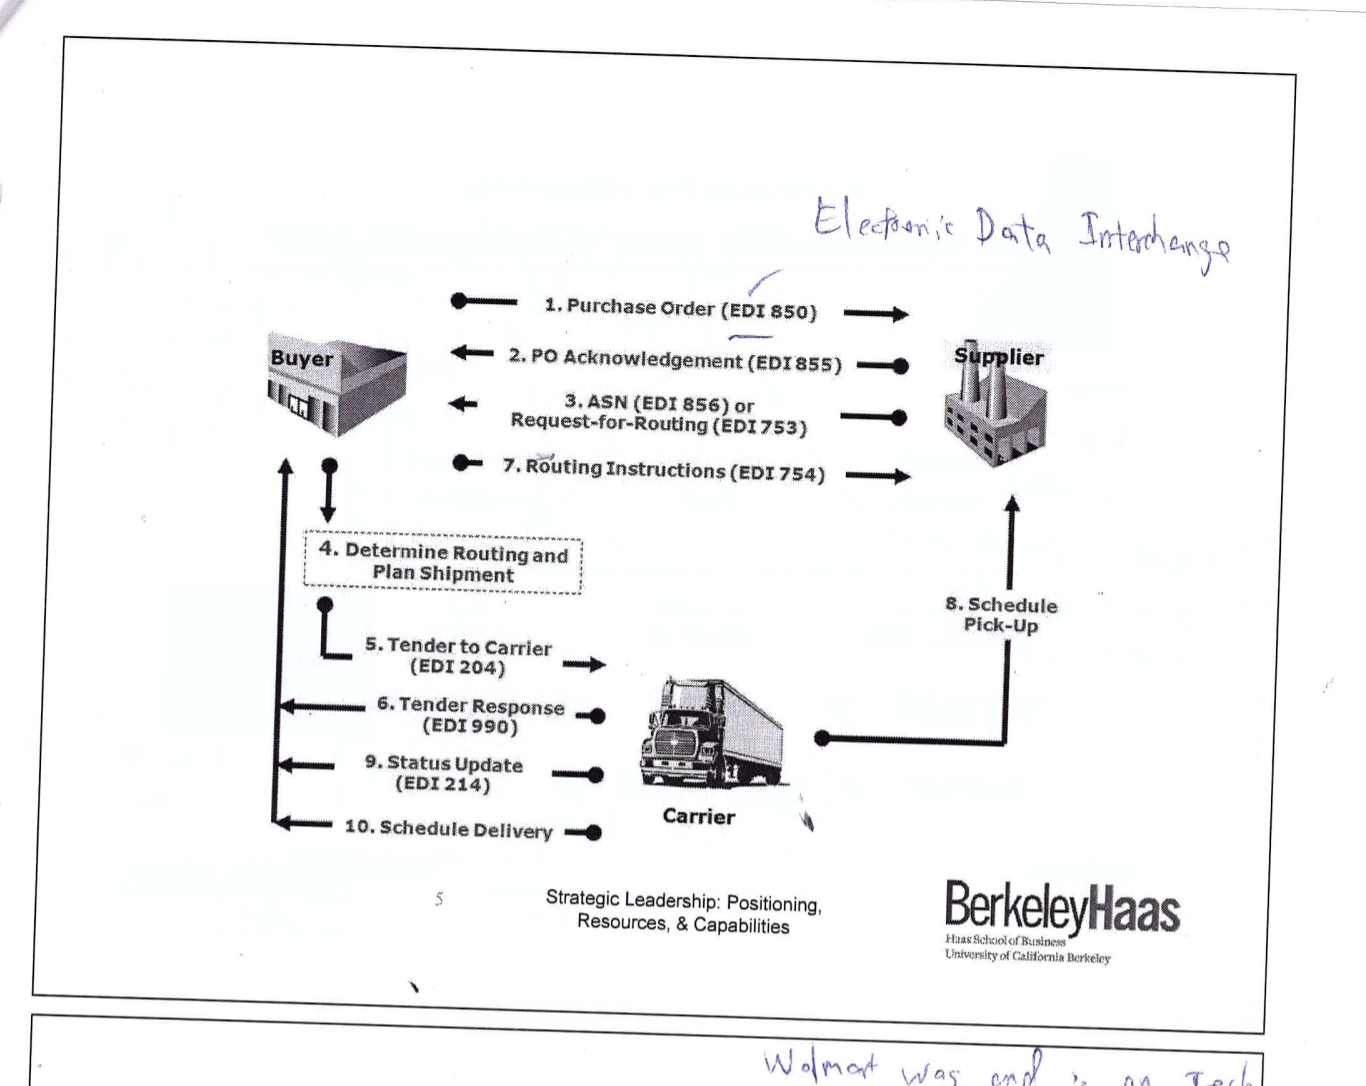 Electronic Data Interchange
1. Purchase Order (EDI 850)
Buyer
Supplier
2. PO Acknowledgement (EDI 855)
3. ASN (EDI 856) or
Request-for-Routing (EDI 753)
7. Routing Instructions (EDI 754)
4. Determine Routing and
Plan Shipment
8. Schedule
Pick-Up
5. Tender to Carrier
(EDI 204)
6. Tender Response
(EDI 990)
9. Status Update
(EDI 214)
10. Schedule Delivery
Carrier
5
Strategic Leadership: Positioning,
Resources, & Capabilities
BerkeleyHaas
Haas School of Business
University of California Berkeley
Walmart was and is an Tech